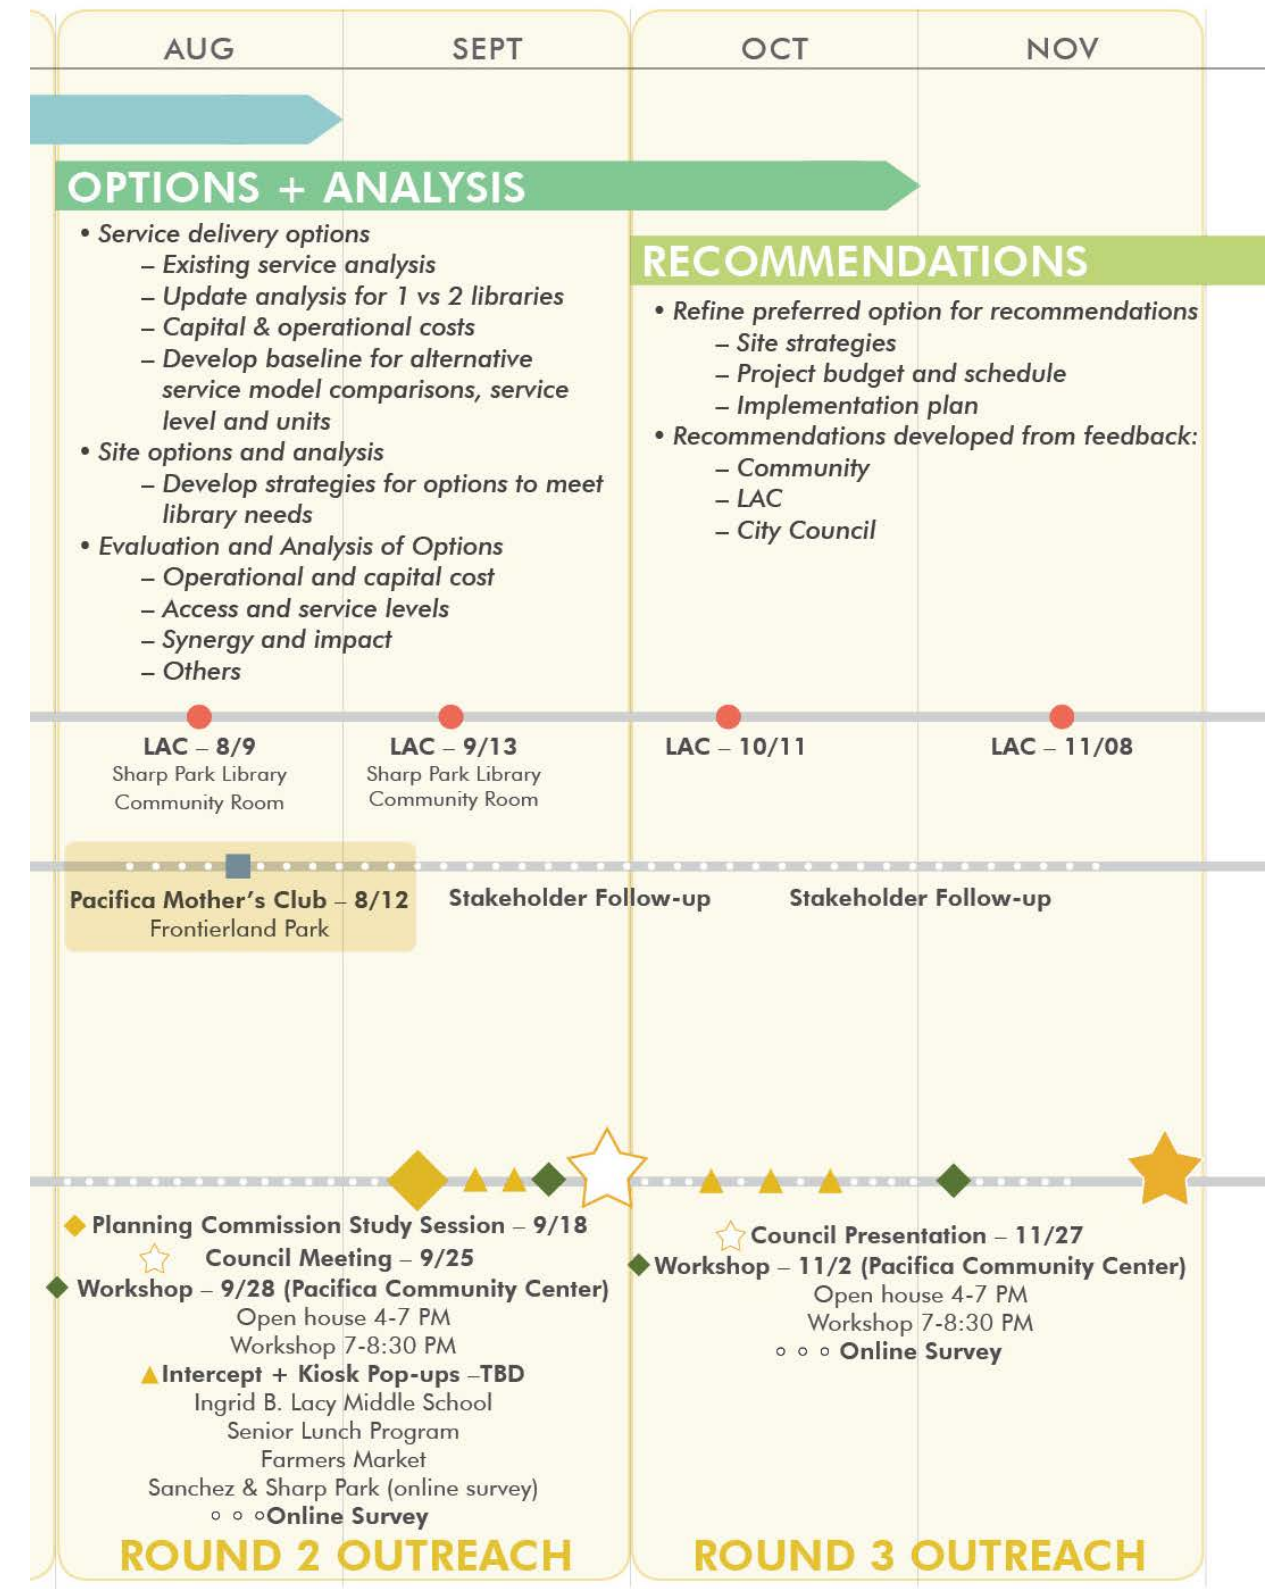 AUG
SEPT
OCT
NOV
OPTIONS + ANALYSIS
• Service delivery options
– Existing service analysis
– Update analysis for 1 vs 2 libraries
– Capital & operational costs
– Develop baseline for alternative
service model comparisons, service
level and units
• Site options and analysis
– Develop strategies for options to meet
library needs
• Evaluation and Analysis of Options
– Operational and capital cost
– Access and service levels
– Synergy and impact
– Others
RECOMMENDATIONS
• Refine preferred option for recommendations
– Site strategies
– Project budget and schedule
– Implementation plan
• Recommendations developed from feedback:
– Community
– LAC
– City Council
LAC – 8/9
Sharp Park Library
Community Room
LAC – 9/13
Sharp Park Library
Community Room
LAC – 10/11
LAC – 11/08
Pacifica Mother's Club – 8/12
Frontierland Park
Stakeholder Follow-up
Stakeholder Follow-up
Planning Commission Study Session – 9/18
Council Meeting – 9/25
Workshop – 9/28 (Pacifica Community Center)
Open house 4-7 PM
Workshop 7-8:30 PM
Intercept + Kiosk Pop-ups –TBD
Ingrid B. Lacy Middle School
Senior Lunch Program
Farmers Market
Sanchez & Sharp Park (online survey)
Online Survey
ROUND 2 OUTREACH
Council Presentation – 11/27
Workshop – 11/2 (Pacifica Community Center)
Open house 4-7 PM
Workshop 7-8:30 PM
Online Survey
ROUND 3 OUTREACH